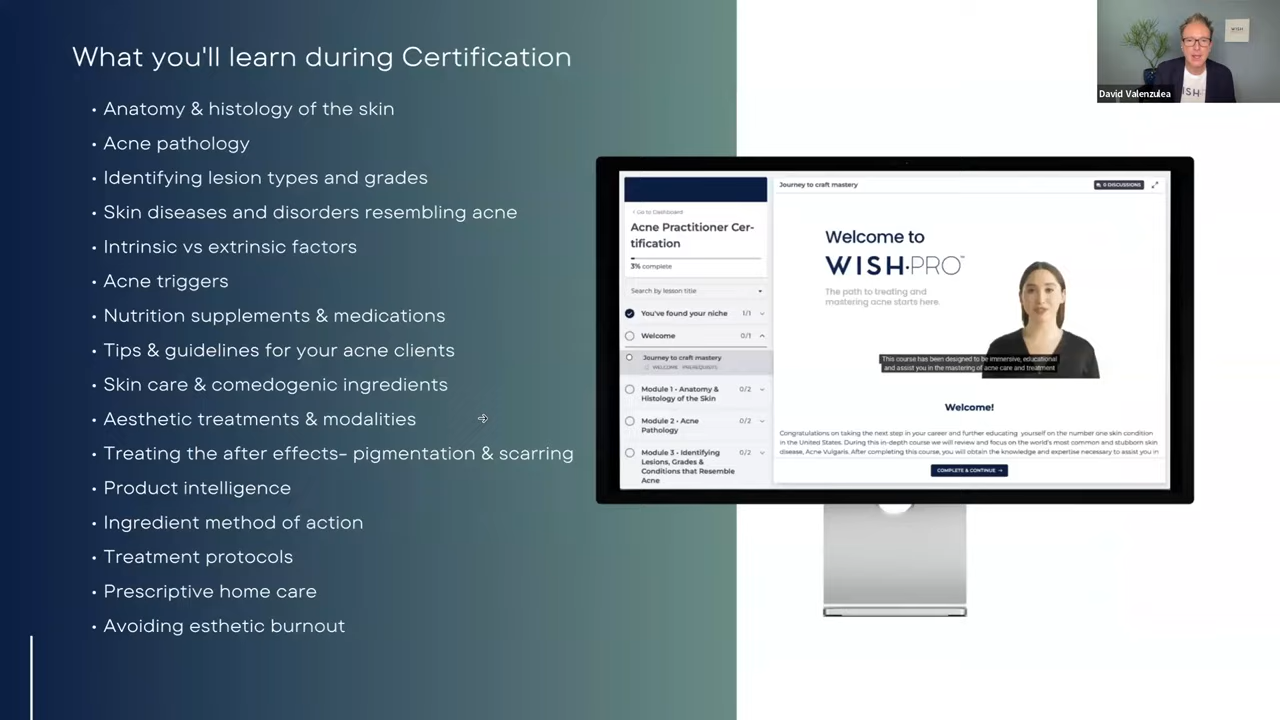 What you'll learn during Certification
• Anatomy & histology of the skin
• Acne pathology
• Identifying lesion types and grades
• Skin diseases and disorders resembling acne
• Intrinsic vs extrinsic factors
• Acne triggers
• Nutrition supplements & medications
• Tips & guidelines for your acne clients
• Skin care & comedogenic ingredients
• Aesthetic treatments & modalities
• Treating the after effects– pigmentation & scarring
• Product intelligence
• Ingredient method of action
• Treatment protocols
• Prescriptive home care
• Avoiding esthetic burnout
Go to Dashboard
Acne Practitioner Cer-
tification
3% complete
Search by lesson title
You've found your niche 1/1
Welcome 0/1
Journey to craft mastery
WELCOME PREREQUISITE
Module 1 - Anatomy & 0/2
Histology of the Skin
Module 2 - Acne 0/2
Pathology
Module 3 - Identifying 0/2
Lesions, Grades &
Conditions that Resemble
Acne
Journey to craft mastery
0 DISCUSSIONS
Welcome to
WISH·PRO™
The path to treating and
mastering acne starts here.
This course has been designed to be immersive, educational
and assist you in the mastering of acne care and treatment
Welcome!
Congratulations on taking the next step in your career and further educating yourself on the number one skin condition
in the United States. During this in-depth course we will review and focus on the world's most common and stubborn skin
disease, Acne Vulgaris. After completing this course, you will obtain the knowledge and expertise necessary to assist you in
COMPLETE & CONTINUE →
WISH
ISH·
David Valenzulea